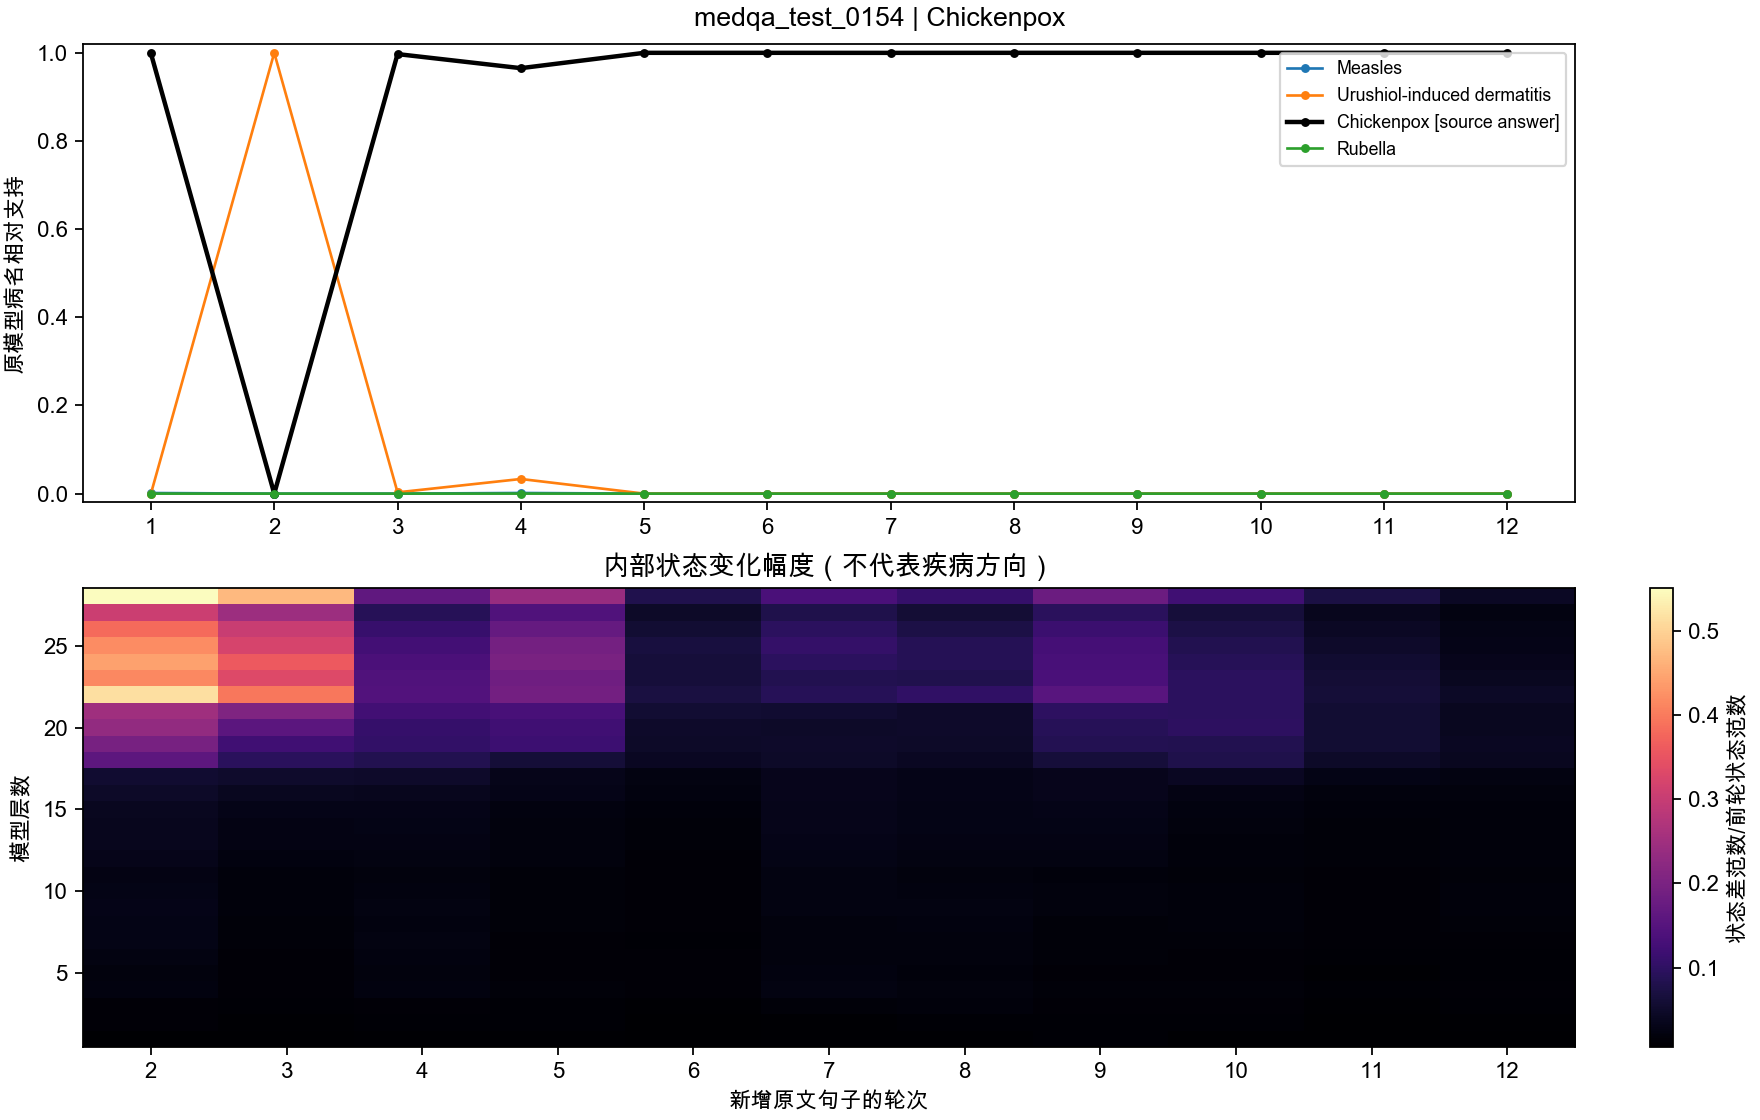 medqa_test_0154 | Chickenpox
原模型病名相对支持
1.0
0.8
0.6
0.4
0.2
0.0
Measles
Urushiol-induced dermatitis
Chickenpox [source answer]
Rubella
1 2 3 4 5 6 7 8 9 10 11 12
内部状态变化幅度（不代表疾病方向）
模型层数
25
20
15
10
5
2 3 4 5 6 7 8 9 10 11 12
新增原文句子的轮次
0.5
0.4
0.3
0.2
0.1
状态差范数/前轮状态范数